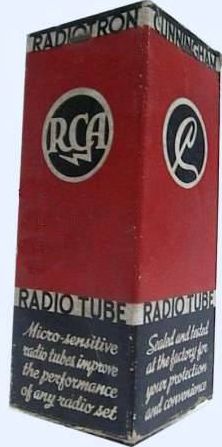 RADIOTRON
RCA
RADIO TUBE
Micro-sensitive
radio tubes improve
the performance
of any radio set
CUNNINGHAM
C
RADIO TUBE
Sealed and tested
at the factory for
your protection
and convenience